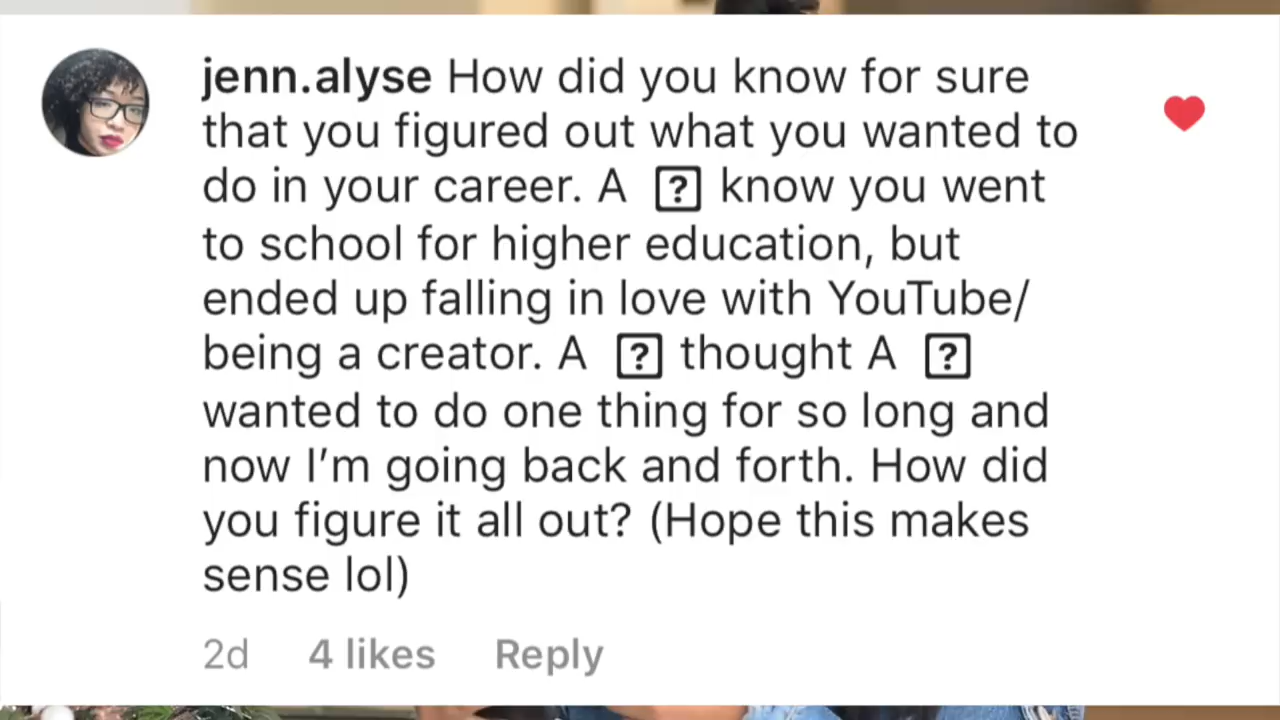 jenn.alyse How did you know for sure
that you figured out what you wanted to
do in your career. A ⍰ know you went
to school for higher education, but
ended up falling in love with YouTube/
being a creator. A ⍰ thought A ⍰
wanted to do one thing for so long and
now I’m going back and forth. How did
you figure it all out? (Hope this makes
sense lol)
2d 4 likes Reply